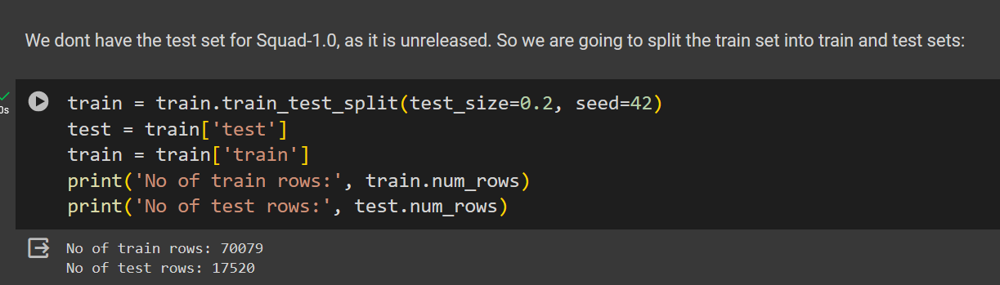 We dont have the test set for Squad-1.0, as it is unreleased. So we are going to split the train set into train and test sets:
0s
train = train.train_test_split(test_size=0.2, seed=42)
test = train['test']
train = train['train']
print('No of train rows:', train.num_rows)
print('No of test rows:', test.num_rows)
No of train rows: 70079
No of test rows: 17520